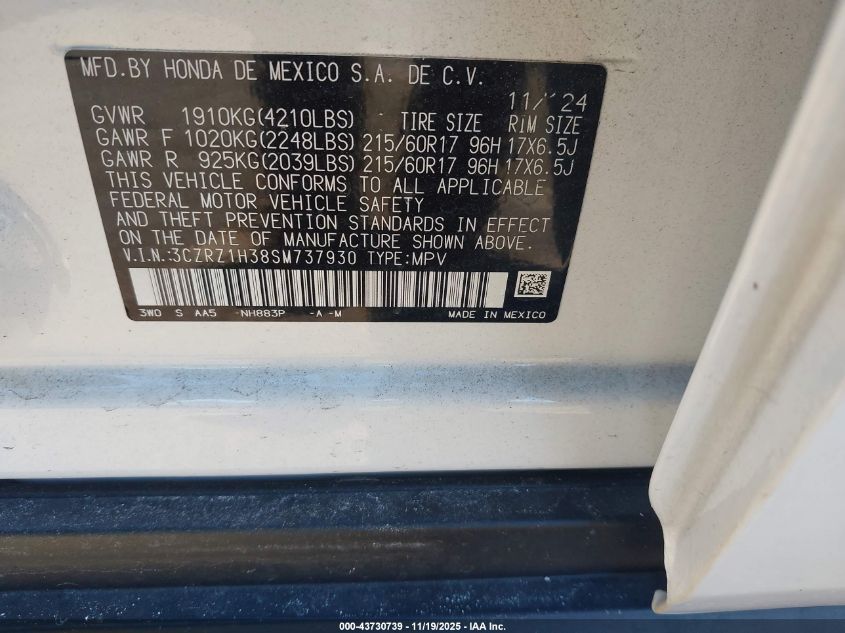 MFD.BY HONDA DE MEXICO S.A. DE C.V.
11/ 24
GVWR 1910KG(4210LBS) TIRE SIZE RIM SIZE
GAWR F 1020KG(2248LBS) 215/60R17 96H 17X6.5J
GAWR R 925KG(2039LBS) 215/60R17 96H 17X6.5J
THIS VEHICLE CONFORMS TO ALL APPLICABLE
FEDERAL MOTOR VEHICLE SAFETY
AND THEFT PREVENTION STANDARDS IN EFFECT
ON THE DATE OF MANUFACTURE SHOWN ABOVE.
V.I.N.:3CZRZ1H38SM737930 TYPE:MPV
3W0 S AA5 -NH883P -A -M MADE IN MEXICO
000-43730739 - 11/19/2025 - IAA Inc.